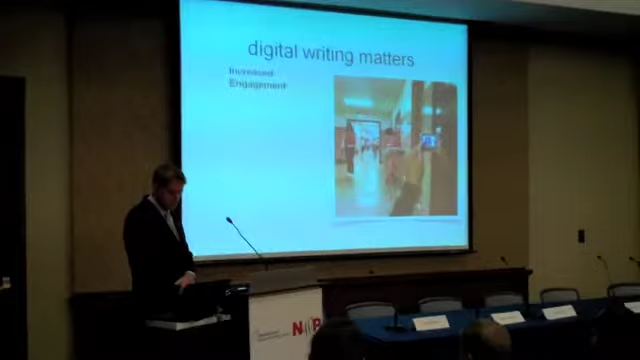 digital writing matters
Increased
Engagement